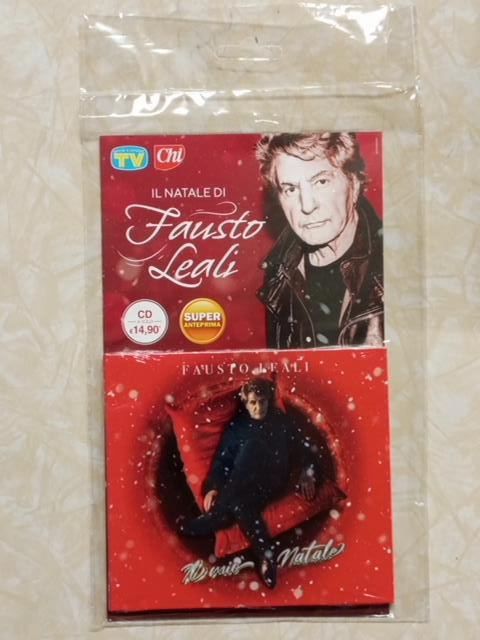 TV
Chi
IL NATALE DI
Fausto
Leali
CD
€14,90*
SUPER
ANTEPRIMA
FAUSTO LEALI
Il mio Natale